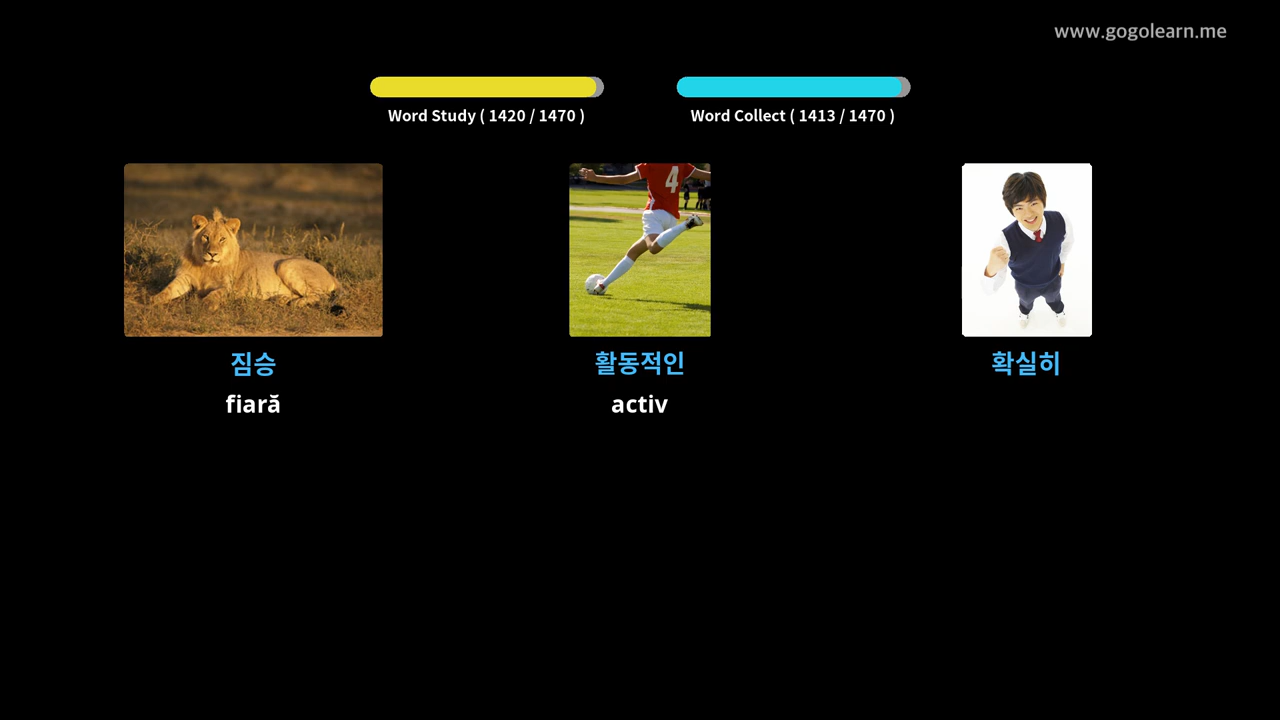 www.gogolearn.me
Word Study ( 1420 / 1470 )
Word Collect ( 1413 / 1470 )
4
짐승
활동적인
확실히
fiară
activ